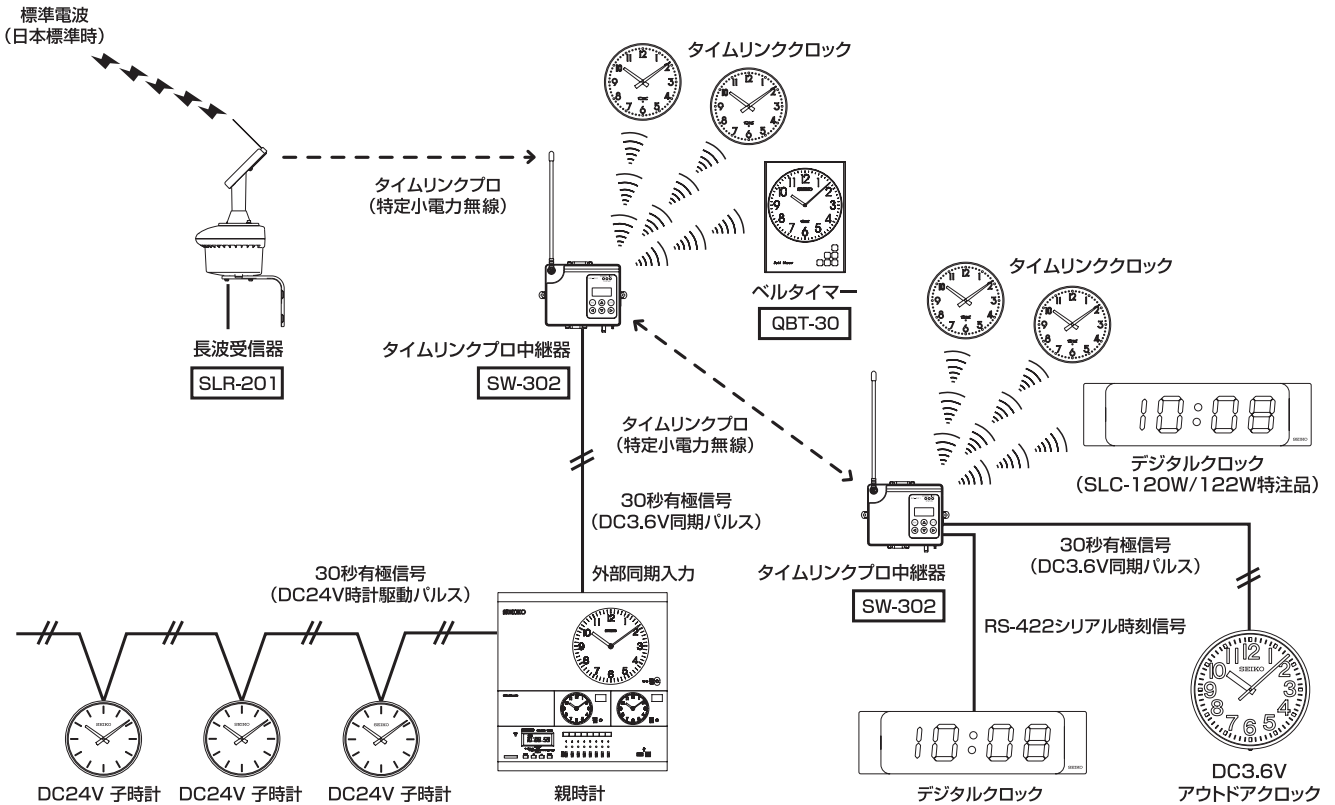 標準電波
(日本標準時)
タイムリンクプロ
(特定小電力無線)
長波受信器
SLR-201
タイムリンクプロ中継器
SW-302
タイムリンククロック
SEIKO
ベルタイマー
QBT-30
タイムリンクプロ
(特定小電力無線)
タイムリンククロック
10:08
SEIKO
デジタルクロック
(SLC-120W/122W特注品)
タイムリンクプロ中継器
SW-302
30秒有極信号
(DC3.6V同期パルス)
30秒有極信号
(DC3.6V同期パルス)
RS-422シリアル時刻信号
外部同期入力
30秒有極信号
(DC24V時計駆動パルス)
SEIKO
DC24V 子時計
SEIKO
DC24V 子時計
SEIKO
DC24V 子時計
SEIKO
親時計
10:08
SEIKO
デジタルクロック
SEIKO
DC3.6V
アウトドアクロック